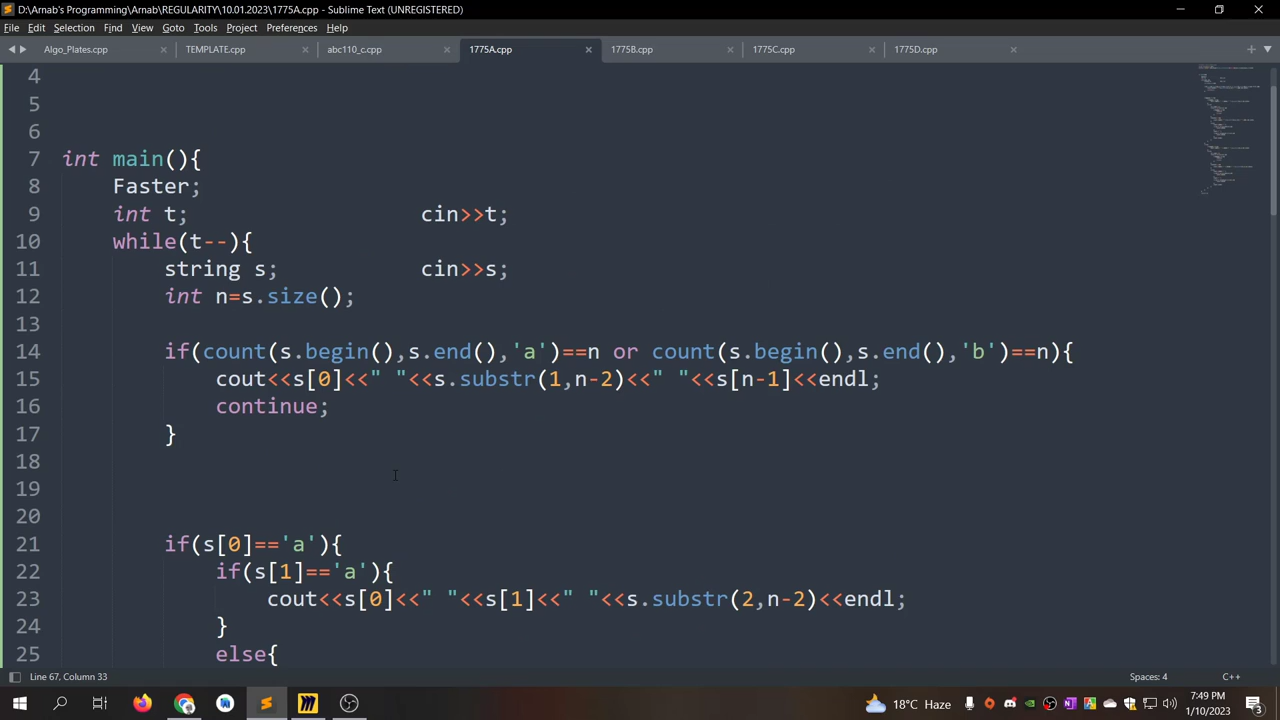 D:\Arnab's Programming\Arnab\REGULARITY\10.01.2023\1775A.cpp - Sublime Text (UNREGISTERED)
File Edit Selection Find View Goto Tools Project Preferences Help
Algo_Plates.cpp TEMPLATE.cpp abc110_c.cpp 1775A.cpp 1775B.cpp 1775C.cpp 1775D.cpp
4
5
6
7 int main(){
8 Faster;
9 int t; cin>>t;
10 while(t--){
11 string s; cin>>s;
12 int n=s.size();
13
14 if(count(s.begin(),s.end(),'a')==n or count(s.begin(),s.end(),'b')==n){
15 cout<<s[0]<<" "<<s.substr(1,n-2)<<" "<<s[n-1]<<endl;
16 continue;
17 }
18
19
20
21 if(s[0]=='a'){
22 if(s[1]=='a'){
23 cout<<s[0]<<" "<<s[1]<<" "<<s.substr(2,n-2)<<endl;
24 }
25 else{
Line 67, Column 33 Spaces: 4 C++
18°C Haze 7:49 PM
1/10/2023